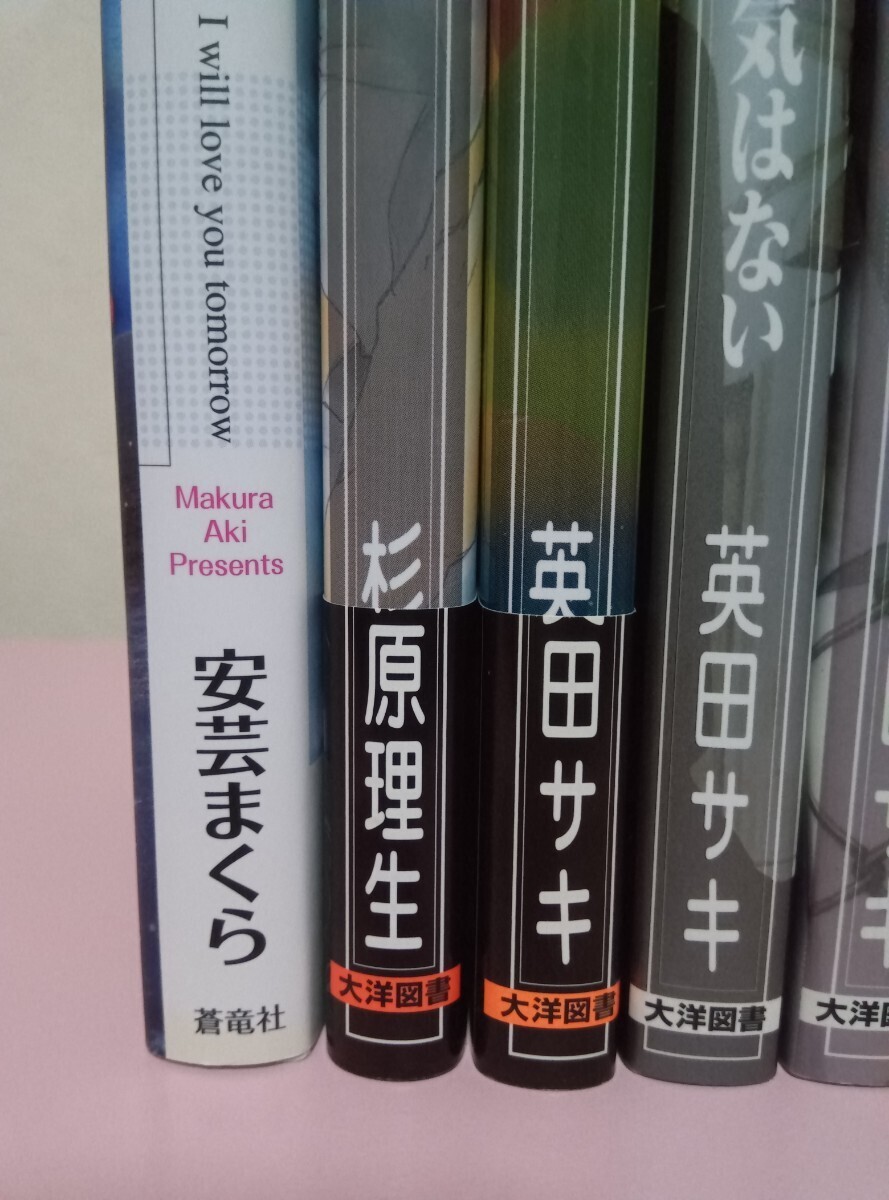 I will love you tomorrow
Makura
Aki
Presents
安芸まくら
蒼竜社
杉原理生
大洋図書
英田サキ
大洋図書
気はない
英田サキ
大洋図書
大洋